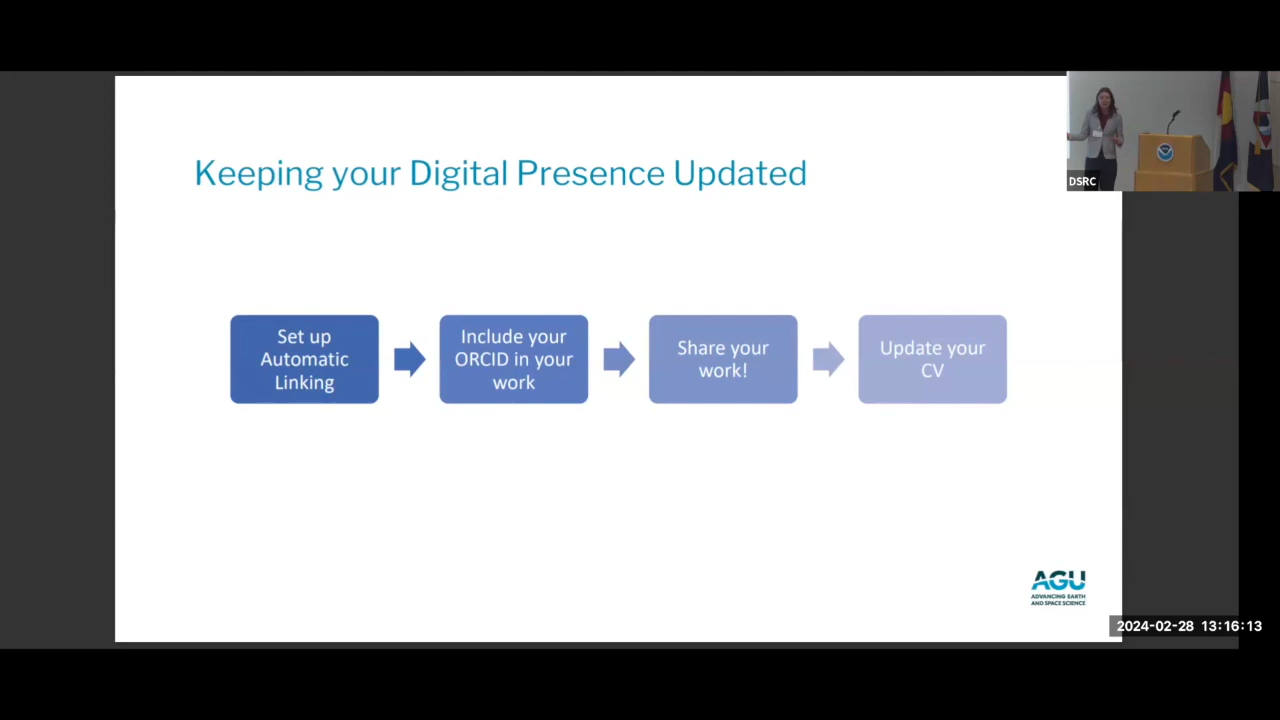 Keeping your Digital Presence Updated
DSRC
Set up
Automatic
Linking
Include your
ORCID in your
work
Share your
work!
Update your
CV
AGU
ADVANCING EARTH
AND SPACE SCIENCE
2024-02-28 13:16:13